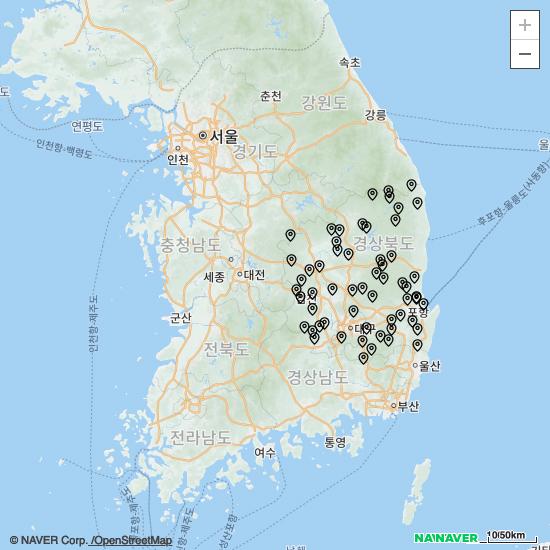 +
−
속초
춘천
강원도
강릉
도
연평도
울
서울
경기도
인천항-백령도
인천
경상북도
후포항-울릉도(사동항)
충청남도
세종
대전
군산
포항
대구
전라북도
경상남도
울산
부산
인천항-제주도
전라남도
여수
통영
© NAVER Corp. /OpenStreetMap
NAVER
10/50km